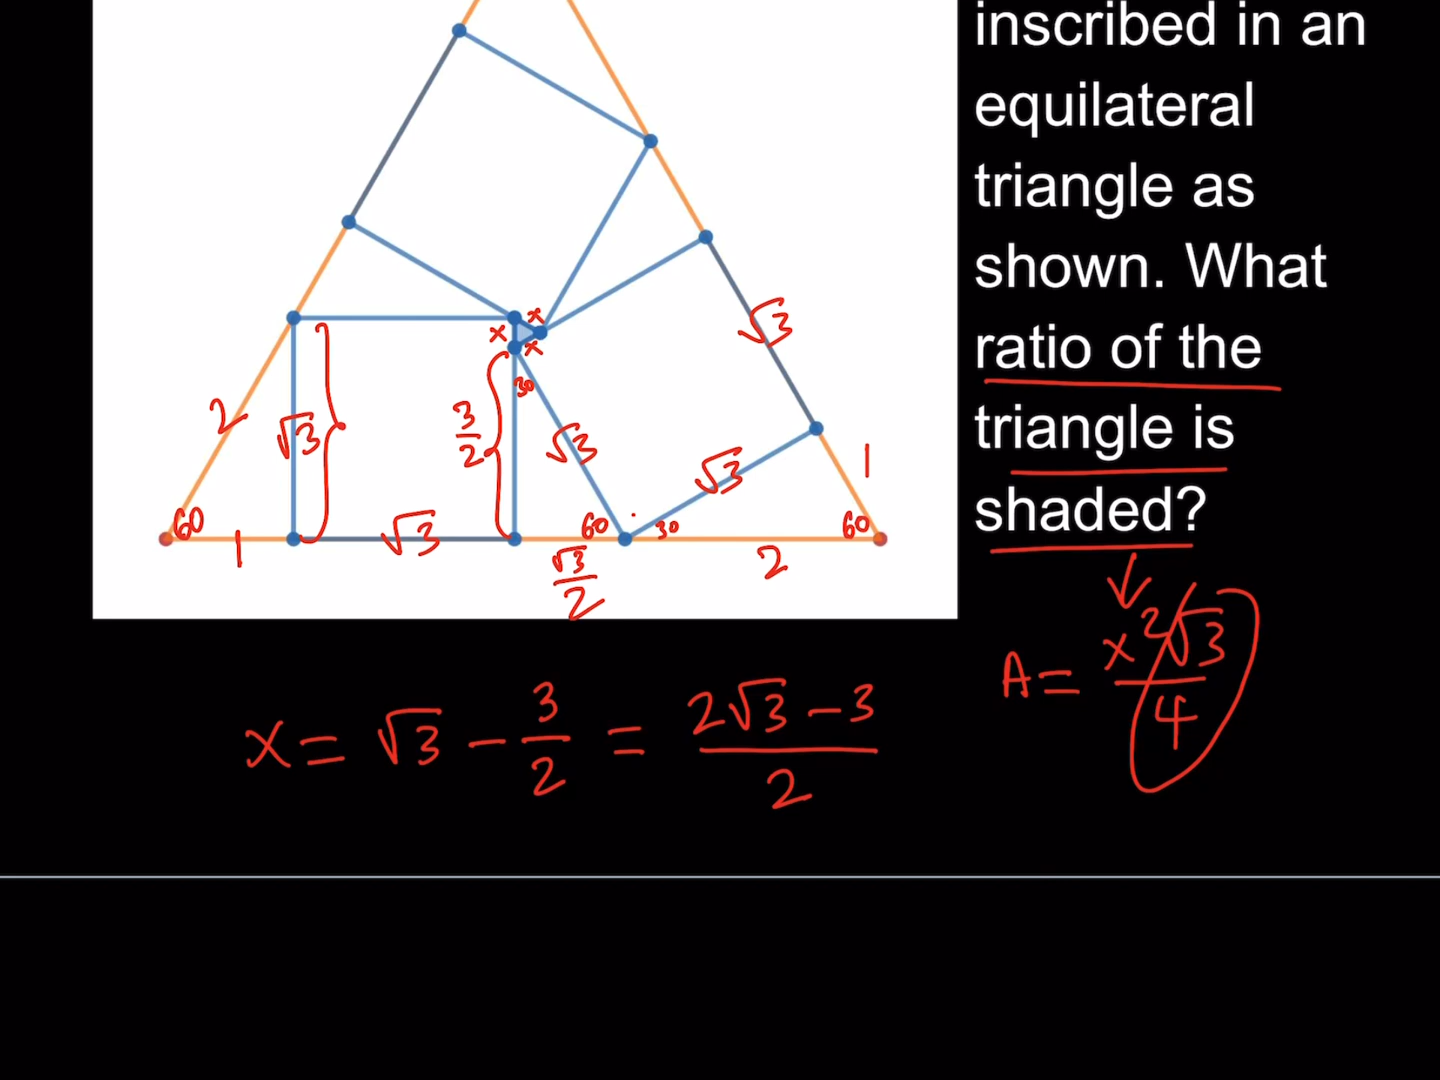 inscribed in an
equilateral
triangle as
shown. What
ratio of the
triangle is
shaded?
x
x
x
30
√3
2
√3
3/2
√3
√3
1
60
60
30
60
1
√3
√3/2
2
A = x²√3/4
x = √3 - 3/2 = (2√3 - 3)/2